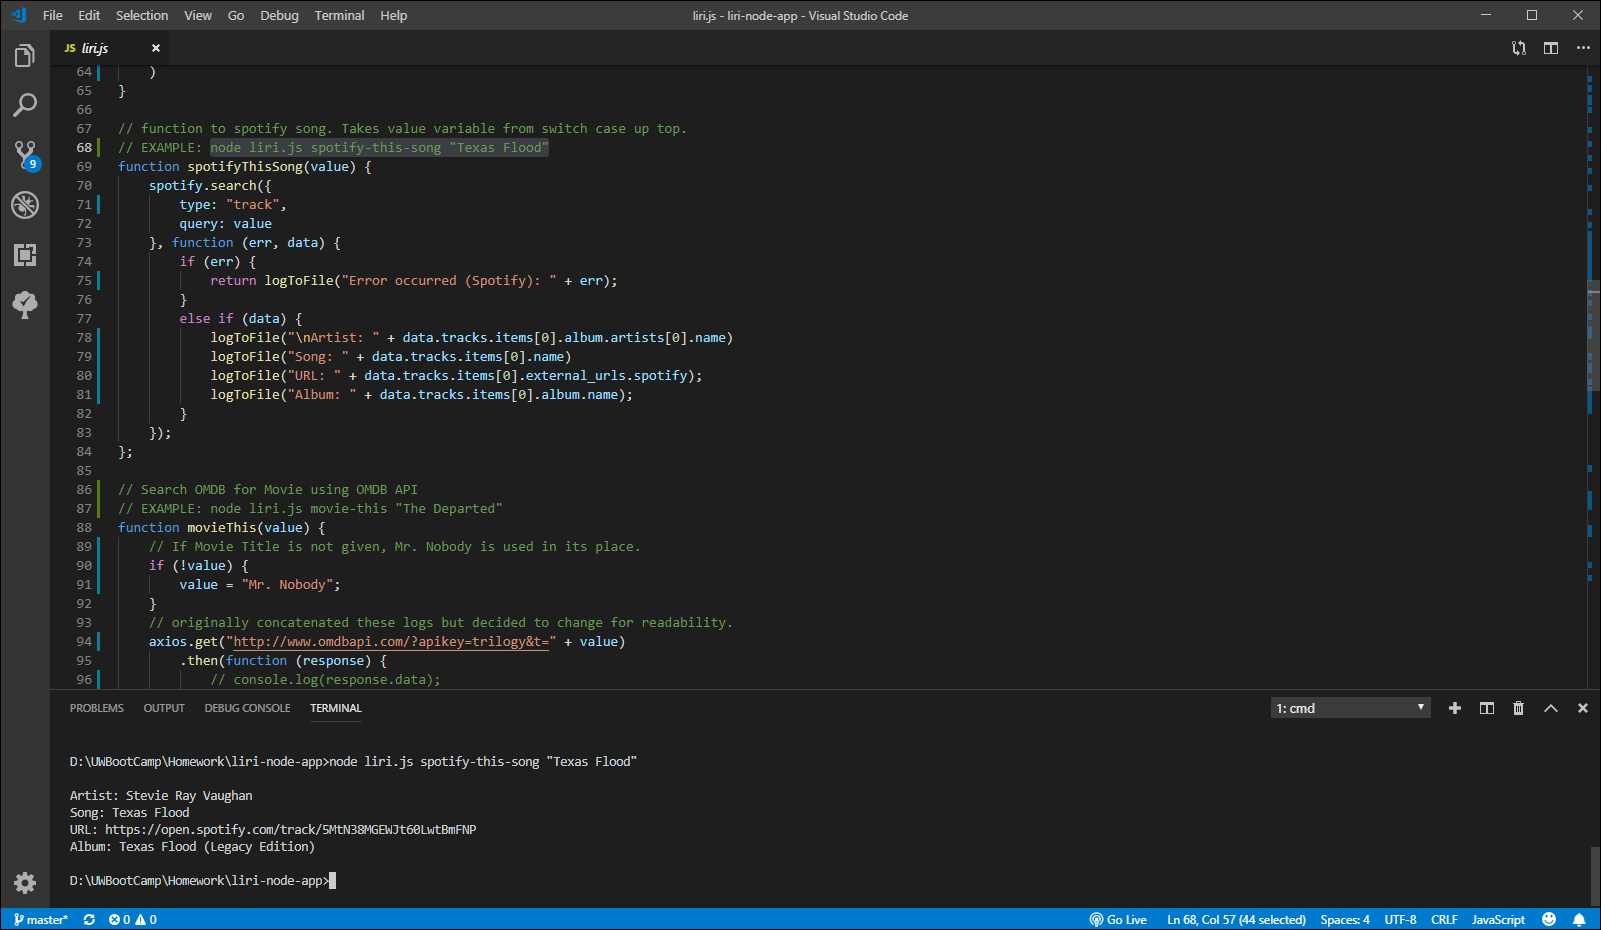 File Edit Selection View Go Debug Terminal Help liri.js - liri-node-app - Visual Studio Code
JS liri.js
64 )
65 }
66
67 // function to spotify song. Takes value variable from switch case up top.
68 // EXAMPLE: node liri.js spotify-this-song "Texas Flood"
69 function spotifyThisSong(value) {
70 spotify.search({
71 type: "track",
72 query: value
73 }, function (err, data) {
74 if (err) {
75 return logToFile("Error occurred (Spotify): " + err);
76 }
77 else if (data) {
78 logToFile("\nArtist: " + data.tracks.items[0].album.artists[0].name)
79 logToFile("Song: " + data.tracks.items[0].name)
80 logToFile("URL: " + data.tracks.items[0].external_urls.spotify);
81 logToFile("Album: " + data.tracks.items[0].album.name);
82 }
83 });
84 };
85
86 // Search OMDB for Movie using OMDB API
87 // EXAMPLE: node liri.js movie-this "The Departed"
88 function movieThis(value) {
89 // If Movie Title is not given, Mr. Nobody is used in its place.
90 if (!value) {
91 value = "Mr. Nobody";
92 }
93 // originally concatenated these logs but decided to change for readability.
94 axios.get("http://www.omdbapi.com/?apikey=trilogy&t=" + value)
95 .then(function (response) {
96 // console.log(response.data);
9
PROBLEMS OUTPUT DEBUG CONSOLE TERMINAL 1: cmd
D:\UWBootCamp\Homework\liri-node-app>node liri.js spotify-this-song "Texas Flood"
Artist: Stevie Ray Vaughan
Song: Texas Flood
URL: https://open.spotify.com/track/5MtN38MGEWJt60LwtBmFNP
Album: Texas Flood (Legacy Edition)
D:\UWBootCamp\Homework\liri-node-app>
master* 0 0 Go Live Ln 68, Col 57 (44 selected) Spaces: 4 UTF-8 CRLF JavaScript